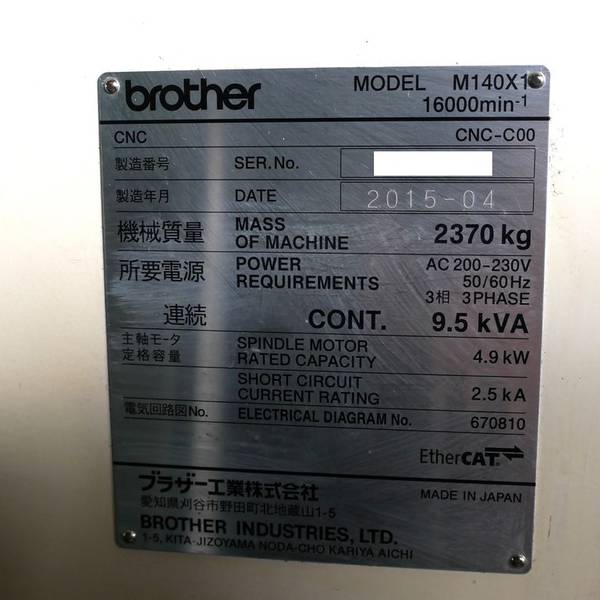 brother MODEL M140X1
16000min-1
CNC CNC-C00
製造番号 SER.No.
製造年月 DATE 2015-04
機械質量 MASS OF MACHINE 2370 kg
所要電源 POWER REQUIREMENTS AC 200-230V
50/60Hz
3相 3PHASE
連続 CONT. 9.5 kVA
主軸モータ SPINDLE MOTOR
定格容量 RATED CAPACITY 4.9 kW
SHORT CIRCUIT
CURRENT RATING 2.5 kA
電気回路図No. ELECTRICAL DIAGRAM No. 670810
EtherCAT
ブラザー工業株式会社
愛知県刈谷市野田町北地蔵山1-5 MADE IN JAPAN
BROTHER INDUSTRIES, LTD.
1-5, KITA-JIZOYAMA NODA-CHO KARIYA AICHI